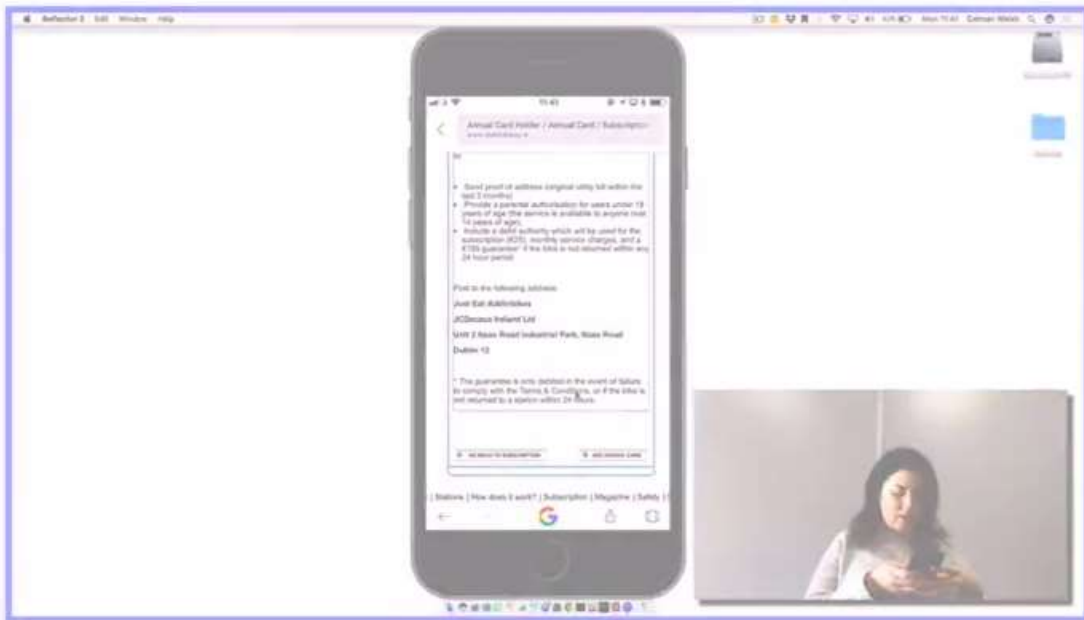 Reflector 2 Edit Window Help
11:43
Annual Card Holder / Annual Card / Subscription
• Send proof of address (original utility bill within the
last 3 months)
• Provide a parental authorisation for users under 18
years of age (the service is available to anyone over
14 years of age),
• Include a debit authority which will be used for the
subscription (€25), monthly service charges, and a
guarantee* if the bike is not returned within any
24 hour period
Post to the following address:
Just Eat dublinbikes
JCDecaux Ireland Ltd
Unit 2 Naas Road Industrial Park, Naas Road
Dublin 12
* The guarantee is only debited in the event of failure
to comply with the Terms & Conditions, or if the bike is
not returned to a station within 24 hours.
| Stations | How does it work? | Subscription | Magazine | Safety |